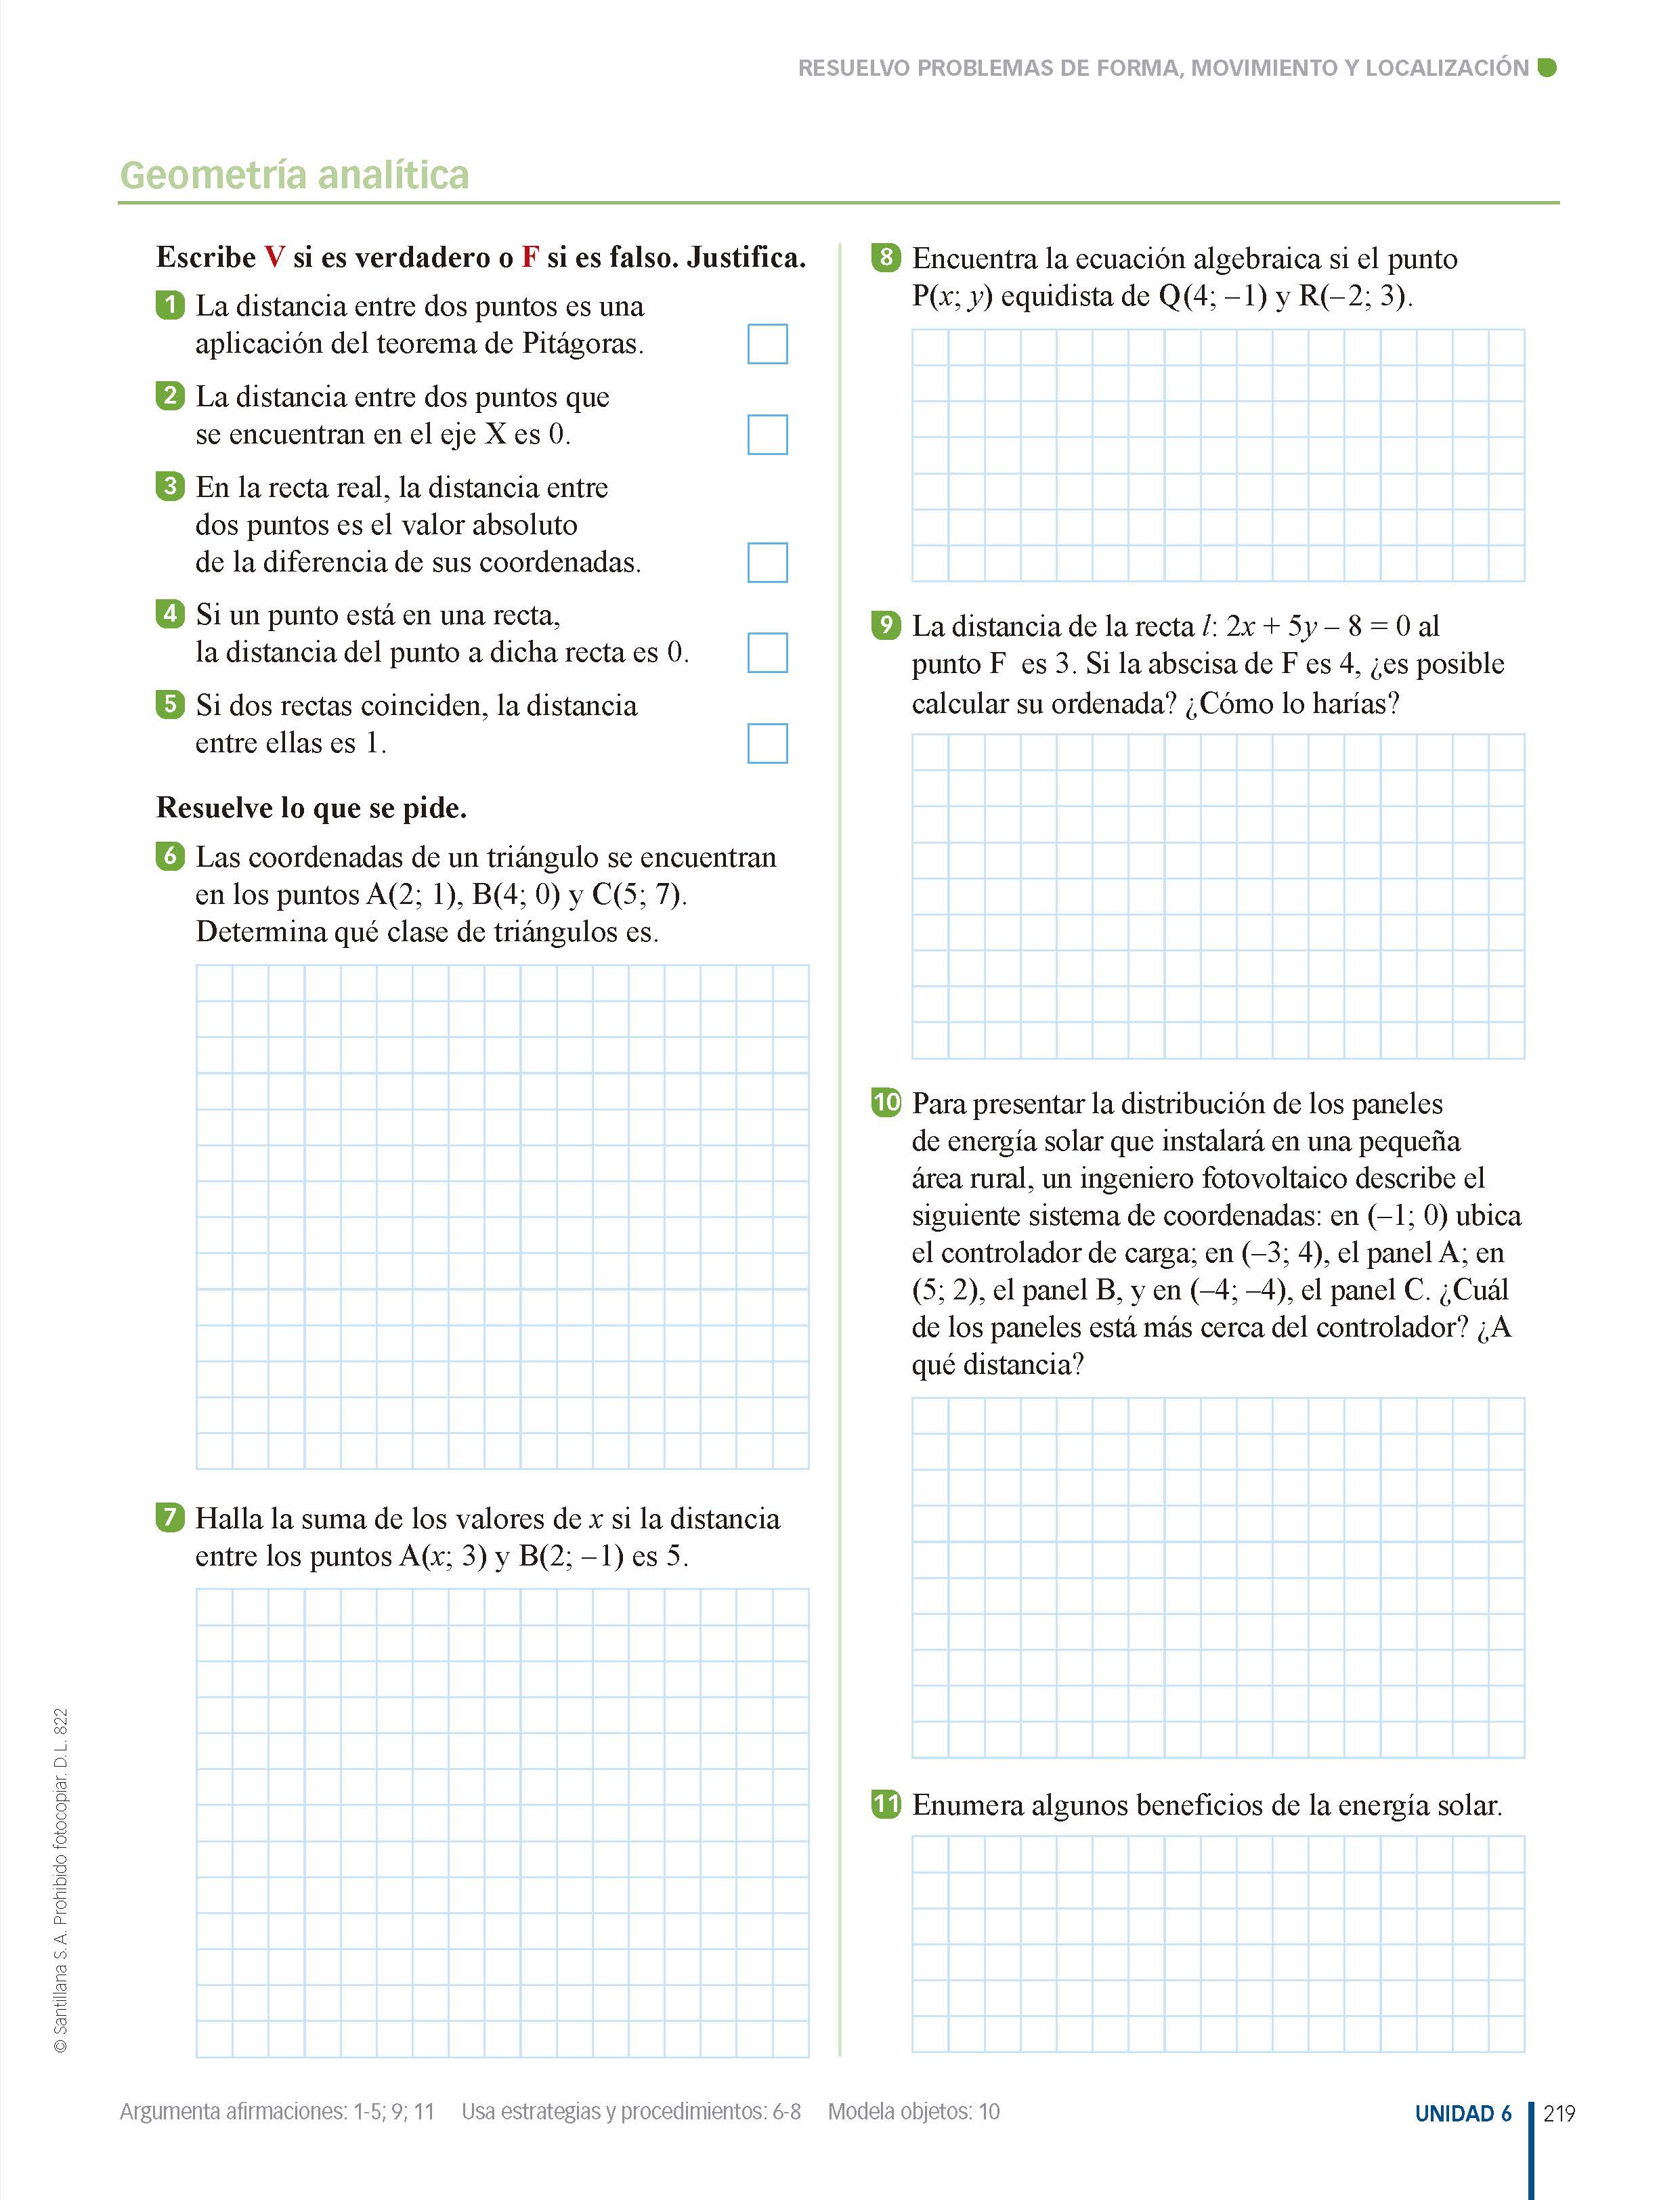 RESUELVO PROBLEMAS DE FORMA, MOVIMIENTO Y LOCALIZACIÓN
Geometría analítica
Escribe V si es verdadero o F si es falso. Justifica.
1 La distancia entre dos puntos es una
aplicación del teorema de Pitágoras.
2 La distancia entre dos puntos que
se encuentran en el eje X es 0.
3 En la recta real, la distancia entre
dos puntos es el valor absoluto
de la diferencia de sus coordenadas.
4 Si un punto está en una recta,
la distancia del punto a dicha recta es 0.
5 Si dos rectas coinciden, la distancia
entre ellas es 1.
Resuelve lo que se pide.
6 Las coordenadas de un triángulo se encuentran
en los puntos A(2; 1), B(4; 0) y C(5; 7).
Determina qué clase de triángulos es.
7 Halla la suma de los valores de x si la distancia
entre los puntos A(x; 3) y B(2; –1) es 5.
8 Encuentra la ecuación algebraica si el punto
P(x; y) equidista de Q(4; –1) y R(–2; 3).
9 La distancia de la recta l: 2x + 5y – 8 = 0 al
punto F es 3. Si la abscisa de F es 4, ¿es posible
calcular su ordenada? ¿Cómo lo harías?
10 Para presentar la distribución de los paneles
de energía solar que instalará en una pequeña
área rural, un ingeniero fotovoltaico describe el
siguiente sistema de coordenadas: en (–1; 0) ubica
el controlador de carga; en (–3; 4), el panel A; en
(5; 2), el panel B, y en (–4; –4), el panel C. ¿Cuál
de los paneles está más cerca del controlador? ¿A
qué distancia?
11 Enumera algunos beneficios de la energía solar.
© Santillana S.A. Prohibido fotocopiar. D.L. 822
Argumenta afirmaciones: 1-5; 9; 11 Usa estrategias y procedimientos: 6-8 Modela objetos: 10
UNIDAD 6 219